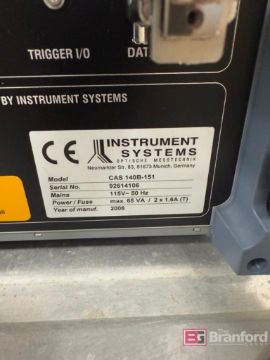 TRIGGER I/O
DAT
BY INSTRUMENT SYSTEMS
CE
INSTRUMENT
SYSTEMS
OPTISCHE MESSTECHNIK
Neumarkter Str. 83, 81673 Munich, Germany
Model CAS 140B-151
Serial No. 92614106
Mains 115V~ 50 Hz
Power / Fuse max. 65 VA / 2 x 1.6A (T)
Year of manuf. 2006
Branford